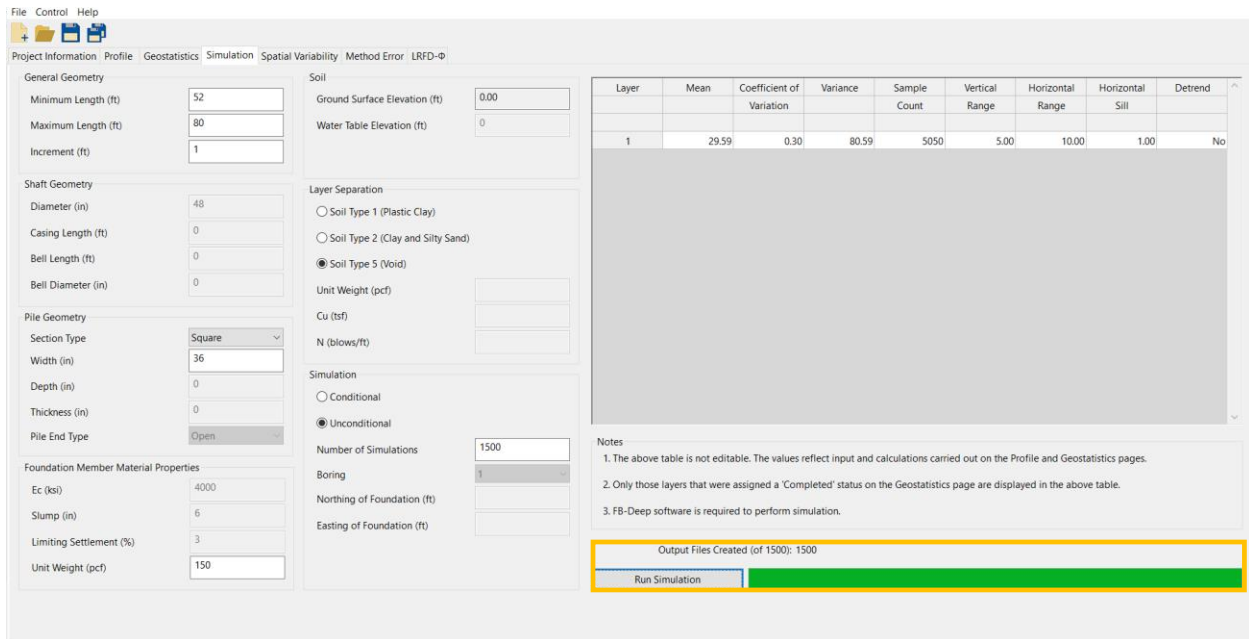 File Control Help
Project Information Profile Geostatistics Simulation Spatial Variability Method Error LRFD-Φ
General Geometry
Minimum Length (ft) 52
Maximum Length (ft) 80
Increment (ft) 1
Shaft Geometry
Diameter (in) 48
Casing Length (ft) 0
Bell Length (ft) 0
Bell Diameter (in) 0
Pile Geometry
Section Type Square
Width (in) 36
Depth (in) 0
Thickness (in) 0
Pile End Type Open
Foundation Member Material Properties
Ec (ksi) 4000
Slump (in) 6
Limiting Settlement (%) 3
Unit Weight (pcf) 150
Soil
Ground Surface Elevation (ft) 0.00
Water Table Elevation (ft) 0
Layer Separation
Soil Type 1 (Plastic Clay)
Soil Type 2 (Clay and Silty Sand)
Soil Type 5 (Void)
Unit Weight (pcf)
Cu (tsf)
N (blows/ft)
Simulation
Conditional
Unconditional
Number of Simulations 1500
Boring 1
Northing of Foundation (ft)
Easting of Foundation (ft)
Layer Mean Coefficient of Variance Sample Vertical Horizontal Horizontal Detrend
Variation Count Range Range Sill
1 29.59 0.30 80.59 5050 5.00 10.00 1.00 No
Notes
1. The above table is not editable. The values reflect input and calculations carried out on the Profile and Geostatistics pages.
2. Only those layers that were assigned a 'Completed' status on the Geostatistics page are displayed in the above table.
3. FB-Deep software is required to perform simulation.
Output Files Created (of 1500): 1500
Run Simulation